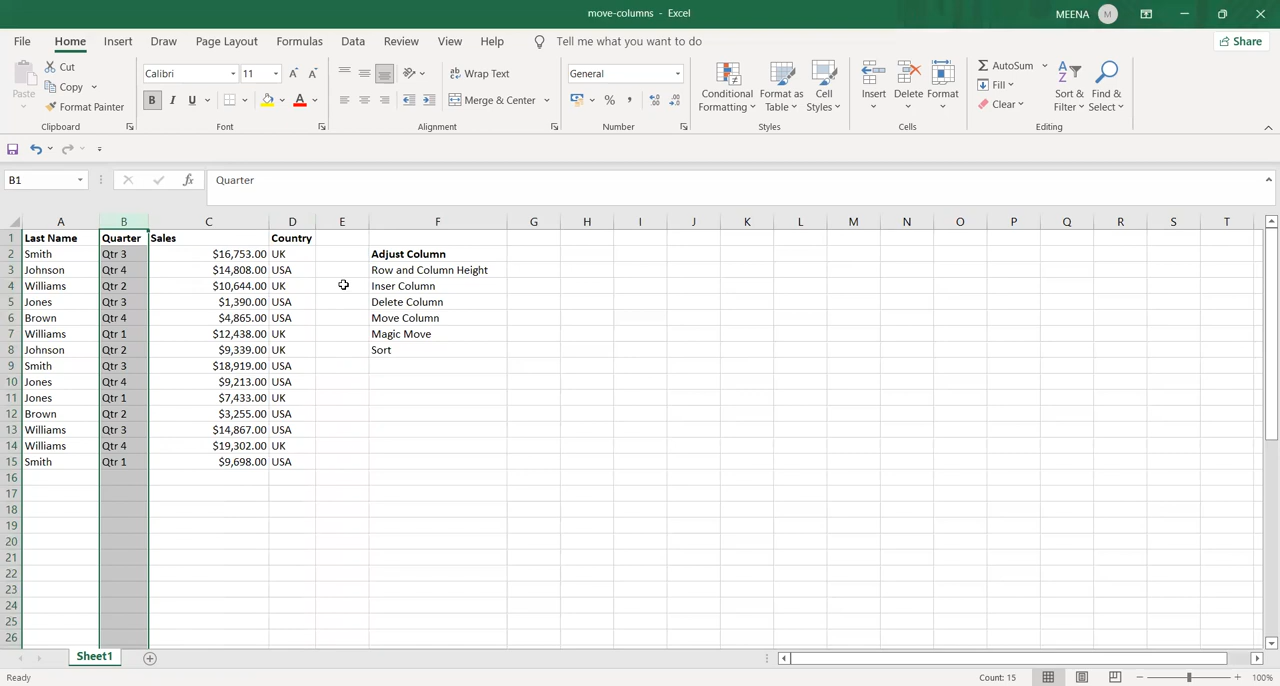 move-columns - Excel
MEENA M
File Home Insert Draw Page Layout Formulas Data Review View Help Tell me what you want to do Share
Paste Cut Copy Format Painter Clipboard
Calibri 11 B I U A Font
Wrap Text Merge & Center Alignment
General % , Number
Conditional Formatting Format as Table Cell Styles Styles
Insert Delete Format Cells
AutoSum Fill Clear Sort & Filter Find & Select Editing
B1 fx Quarter
A B C D E F G H I J K L M N O P Q R S T
1 Last Name Quarter Sales Country
2 Smith Qtr 3 $16,753.00 UK Adjust Column
3 Johnson Qtr 4 $14,808.00 USA Row and Column Height
4 Williams Qtr 2 $10,644.00 UK Inser Column
5 Jones Qtr 3 $1,390.00 USA Delete Column
6 Brown Qtr 4 $4,865.00 USA Move Column
7 Williams Qtr 1 $12,438.00 UK Magic Move
8 Johnson Qtr 2 $9,339.00 UK Sort
9 Smith Qtr 3 $18,919.00 USA
10 Jones Qtr 4 $9,213.00 USA
11 Jones Qtr 1 $7,433.00 UK
12 Brown Qtr 2 $3,255.00 USA
13 Williams Qtr 3 $14,867.00 USA
14 Williams Qtr 4 $19,302.00 UK
15 Smith Qtr 1 $9,698.00 USA
16
17
18
19
20
21
22
23
24
25
26
Sheet1
Ready Count: 15 100%